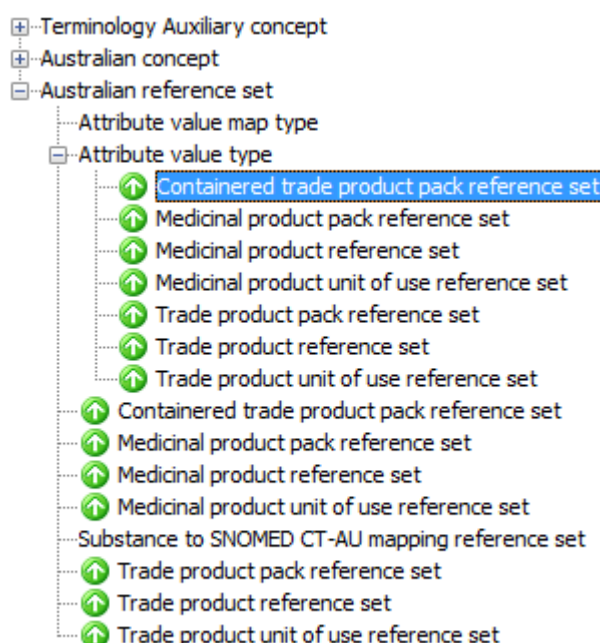 Terminology Auxiliary concept
Australian concept
Australian reference set
Attribute value map type
Attribute value type
Containered trade product pack reference set
Medicinal product pack reference set
Medicinal product reference set
Medicinal product unit of use reference set
Trade product pack reference set
Trade product reference set
Trade product unit of use reference set
Containered trade product pack reference set
Medicinal product pack reference set
Medicinal product reference set
Medicinal product unit of use reference set
Substance to SNOMED CT-AU mapping reference set
Trade product pack reference set
Trade product reference set
Trade product unit of use reference set